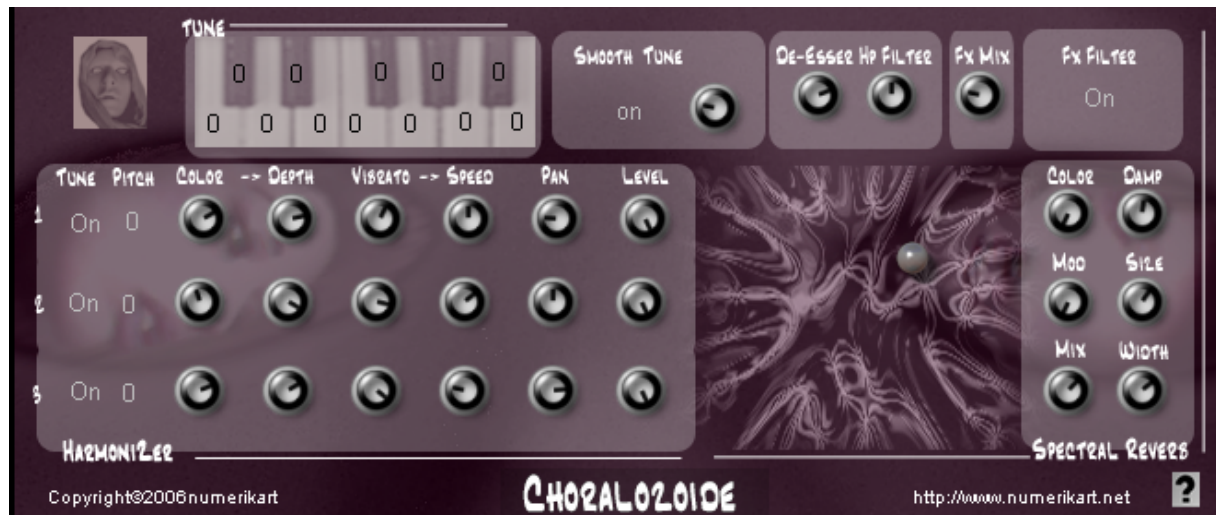 TUNE
SMOOTH TUNE DE-ESSER HP FILTER FX MIX FX FILTER
0 0 0 0 0
on On
0 0 0 0 0 0 0
TUNE PITCH COLOR -> DEPTH VIBRATO -> SPEED PAN LEVEL COLOR DAMP
1 On 0
MOD SIZE
2 On 0
MIX WIDTH
3 On 0
HARMONIZER SPECTRAL REVERB
Copyright©2006numerikart CHORALOZOIDE http://www.numerikart.net ?